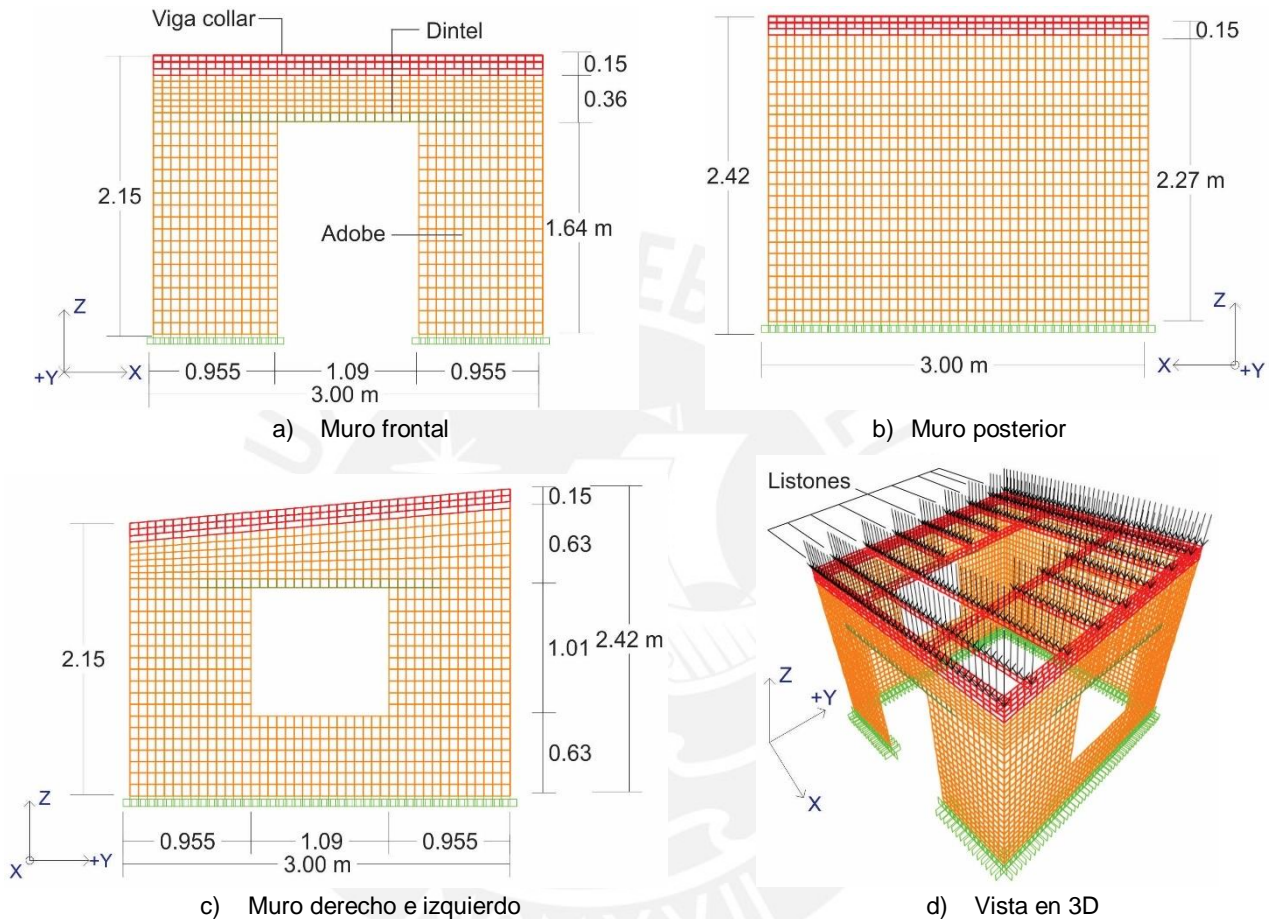 Viga collar
Dintel
0.15
0.36
2.15
1.64 m
Adobe
Z
+Y X
0.955 1.09 0.955
3.00 m
a) Muro frontal
0.15
2.42
2.27 m
Z
X +Y
3.00 m
b) Muro posterior
0.15
0.63
2.15
1.01 2.42 m
0.63
Z
X +Y
0.955 1.09 0.955
3.00 m
c) Muro derecho e izquierdo
Listones
Z
+Y
X
d) Vista en 3D